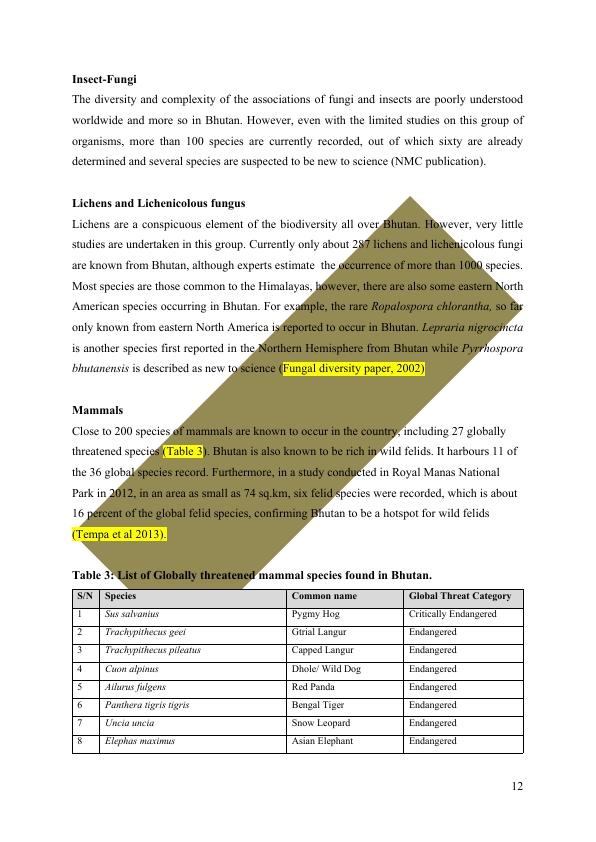 Insect-Fungi
The diversity and complexity of the associations of fungi and insects are poorly understood
worldwide and more so in Bhutan. However, even with the limited studies on this group of
organisms, more than 100 species are currently recorded, out of which sixty are already
determined and several species are suspected to be new to science (NMC publication).
Lichens and Lichenicolous fungus
Lichens are a conspicuous element of the biodiversity all over Bhutan. However, very little
studies are undertaken in this group. Currently only about 287 lichens and lichenicolous fungi
are known from Bhutan, although experts estimate the occurrence of more than 1000 species.
Most species are those common to the Himalayas, however, there are also some eastern North
American species occurring in Bhutan. For example, the rare Ropalospora chlorantha, so far
only known from eastern North America is reported to occur in Bhutan. Lepraria nigrocincta
is another species first reported in the Northern Hemisphere from Bhutan while Pyrrhospora
bhutanensis is described as new to science (Fungal diversity paper, 2002)
Mammals
Close to 200 species of mammals are known to occur in the country, including 27 globally
threatened species (Table 3). Bhutan is also known to be rich in wild felids. It harbours 11 of
the 36 global species record. Furthermore, in a study conducted in Royal Manas National
Park in 2012, in an area as small as 74 sq.km, six felid species were recorded, which is about
16 percent of the global felid species, confirming Bhutan to be a hotspot for wild felids
(Tempa et al 2013).
Table 3: List of Globally threatened mammal species found in Bhutan.
S/N Species Common name Global Threat Category
1 Sus salvanius Pygmy Hog Critically Endangered
2 Trachypithecus geei Gtrial Langur Endangered
3 Trachypithecus pileatus Capped Langur Endangered
4 Cuon alpinus Dhole/ Wild Dog Endangered
5 Ailurus fulgens Red Panda Endangered
6 Panthera tigris tigris Bengal Tiger Endangered
7 Uncia uncia Snow Leopard Endangered
8 Elephas maximus Asian Elephant Endangered
12